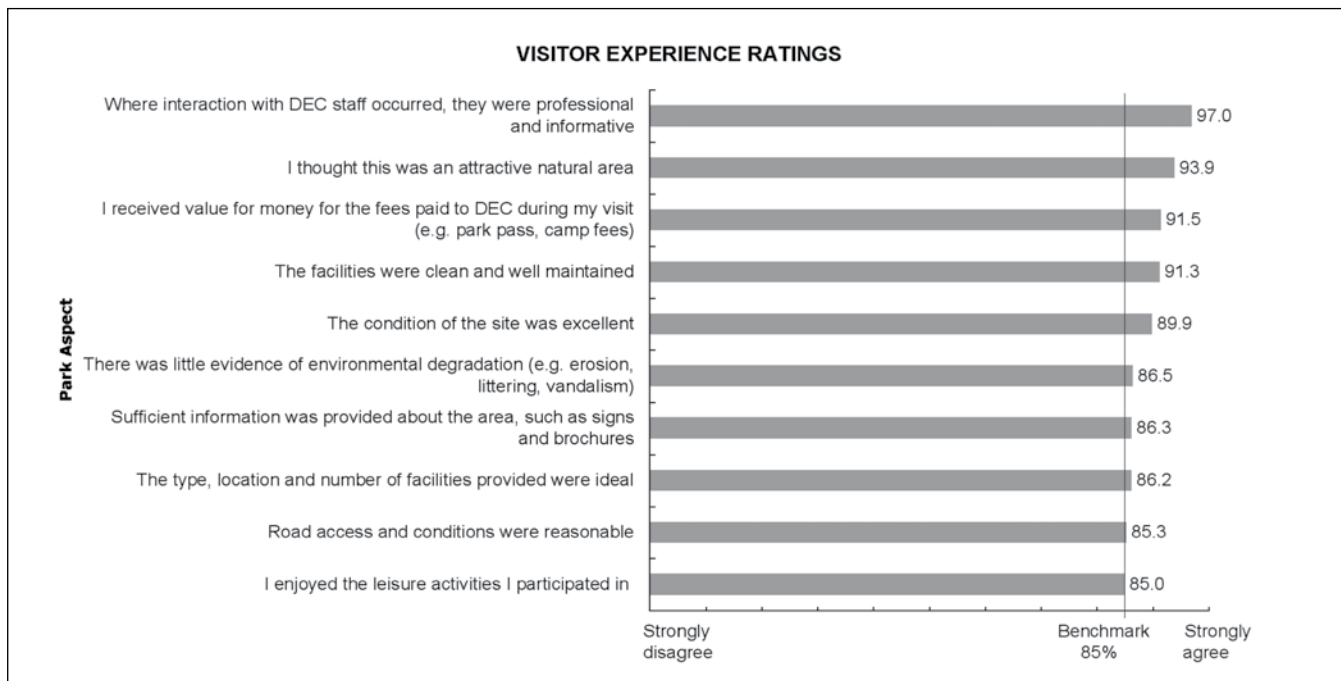 VISITOR EXPERIENCE RATINGS
Park Aspect
Where interaction with DEC staff occurred, they were professional
and informative
97.0
I thought this was an attractive natural area
93.9
I received value for money for the fees paid to DEC during my visit
(e.g. park pass, camp fees)
91.5
The facilities were clean and well maintained
91.3
The condition of the site was excellent
89.9
There was little evidence of environmental degradation (e.g. erosion,
littering, vandalism)
86.5
Sufficient information was provided about the area, such as signs
and brochures
86.3
The type, location and number of facilities provided were ideal
86.2
Road access and conditions were reasonable
85.3
I enjoyed the leisure activities I participated in
85.0
Strongly
disagree
Benchmark
85%
Strongly
agree